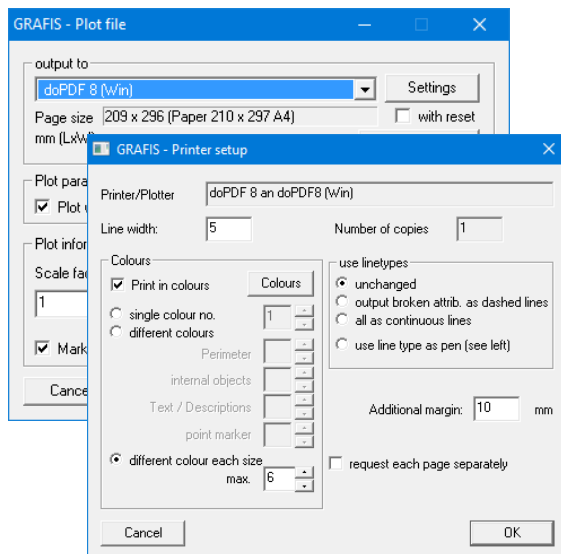 GRAFIS - Plot file
output to
doPDF 8 (Win)
Settings
Page size 209 x 296 (Paper 210 x 297 A4)
with reset
mm (LxW)
Plot para
Plot
Plot infor
Scale fac
1
Mark
Cance
GRAFIS - Printer setup
Printer/Plotter doPDF 8 an doPDF8 (Win)
Line width: 5 Number of copies 1
Colours
Print in colours Colours
single colour no. 1
different colours
Perimeter
internal objects
Text / Descriptions
point marker
different colour each size
max. 6
use linetypes
unchanged
output broken attrib. as dashed lines
all as continuous lines
use line type as pen (see left)
Additional margin: 10 mm
request each page separately
Cancel OK